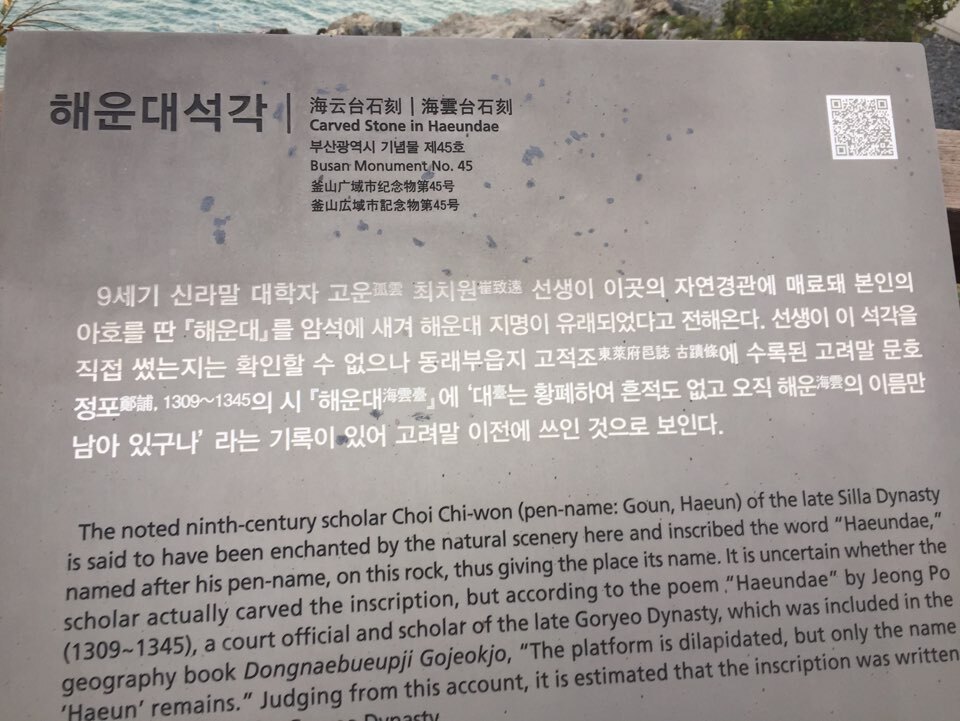 해운대석각 | 海云台石刻 | 海雲台石刻
Carved Stone in Haeundae
부산광역시 기념물 제45호
Busan Monument No. 45
釜山广域市纪念物第45号
釜山広域市記念物第45号
9세기 신라말 대학자 고운孤雲 최치원崔致遠 선생이 이곳의 자연경관에 매료돼 본인의
아호를 딴 『해운대』를 암석에 새겨 해운대 지명이 유래되었다고 전해온다. 선생이 이 석각을
직접 썼는지는 확인할 수 없으나 동래부읍지 고적조東萊府邑誌 古蹟條에 수록된 고려말 문호
정포鄭誧, 1309~1345의 시 『해운대海雲臺』에 ‘대臺는 황폐하여 흔적도 없고 오직 해운海雲의 이름만
남아 있구나’ 라는 기록이 있어 고려말 이전에 쓰인 것으로 보인다.
The noted ninth-century scholar Choi Chi-won (pen-name: Goun, Haeun) of the late Silla Dynasty
is said to have been enchanted by the natural scenery here and inscribed the word “Haeundae,”
named after his pen-name, on this rock, thus giving the place its name. It is uncertain whether the
scholar actually carved the inscription, but according to the poem “Haeundae” by Jeong Po
(1309~1345), a court official and scholar of the late Goryeo Dynasty, which was included in the
geography book Dongnaebueupji Gojeokjo, “The platform is dilapidated, but only the name
‘Haeun’ remains.” Judging from this account, it is estimated that the inscription was written
Dynasty